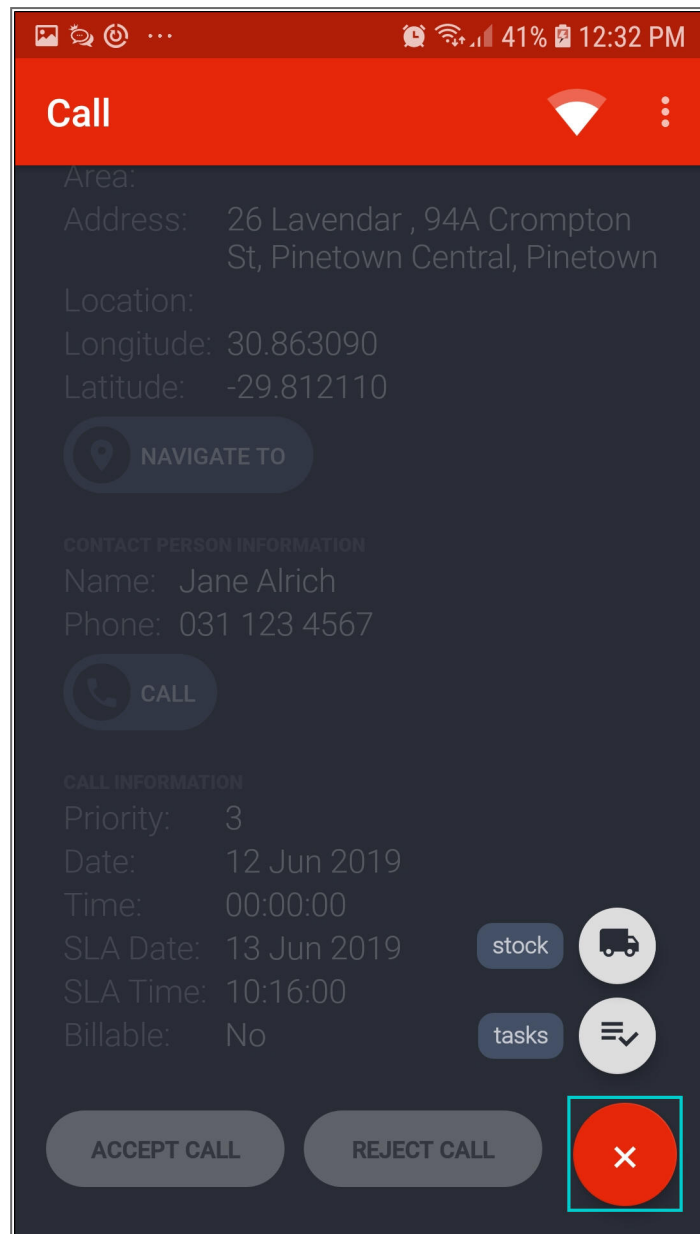 41% 12:32 PM
Call
Area:
Address: 26 Lavendar , 94A Crompton
St, Pinetown Central, Pinetown
Location:
Longitude: 30.863090
Latitude: -29.812110
NAVIGATE TO
CONTACT PERSON INFORMATION
Name: Jane Alrich
Phone: 031 123 4567
CALL
CALL INFORMATION
Priority: 3
Date: 12 Jun 2019
Time: 00:00:00
SLA Date: 13 Jun 2019 stock
SLA Time: 10:16:00
Billable: No tasks
ACCEPT CALL REJECT CALL